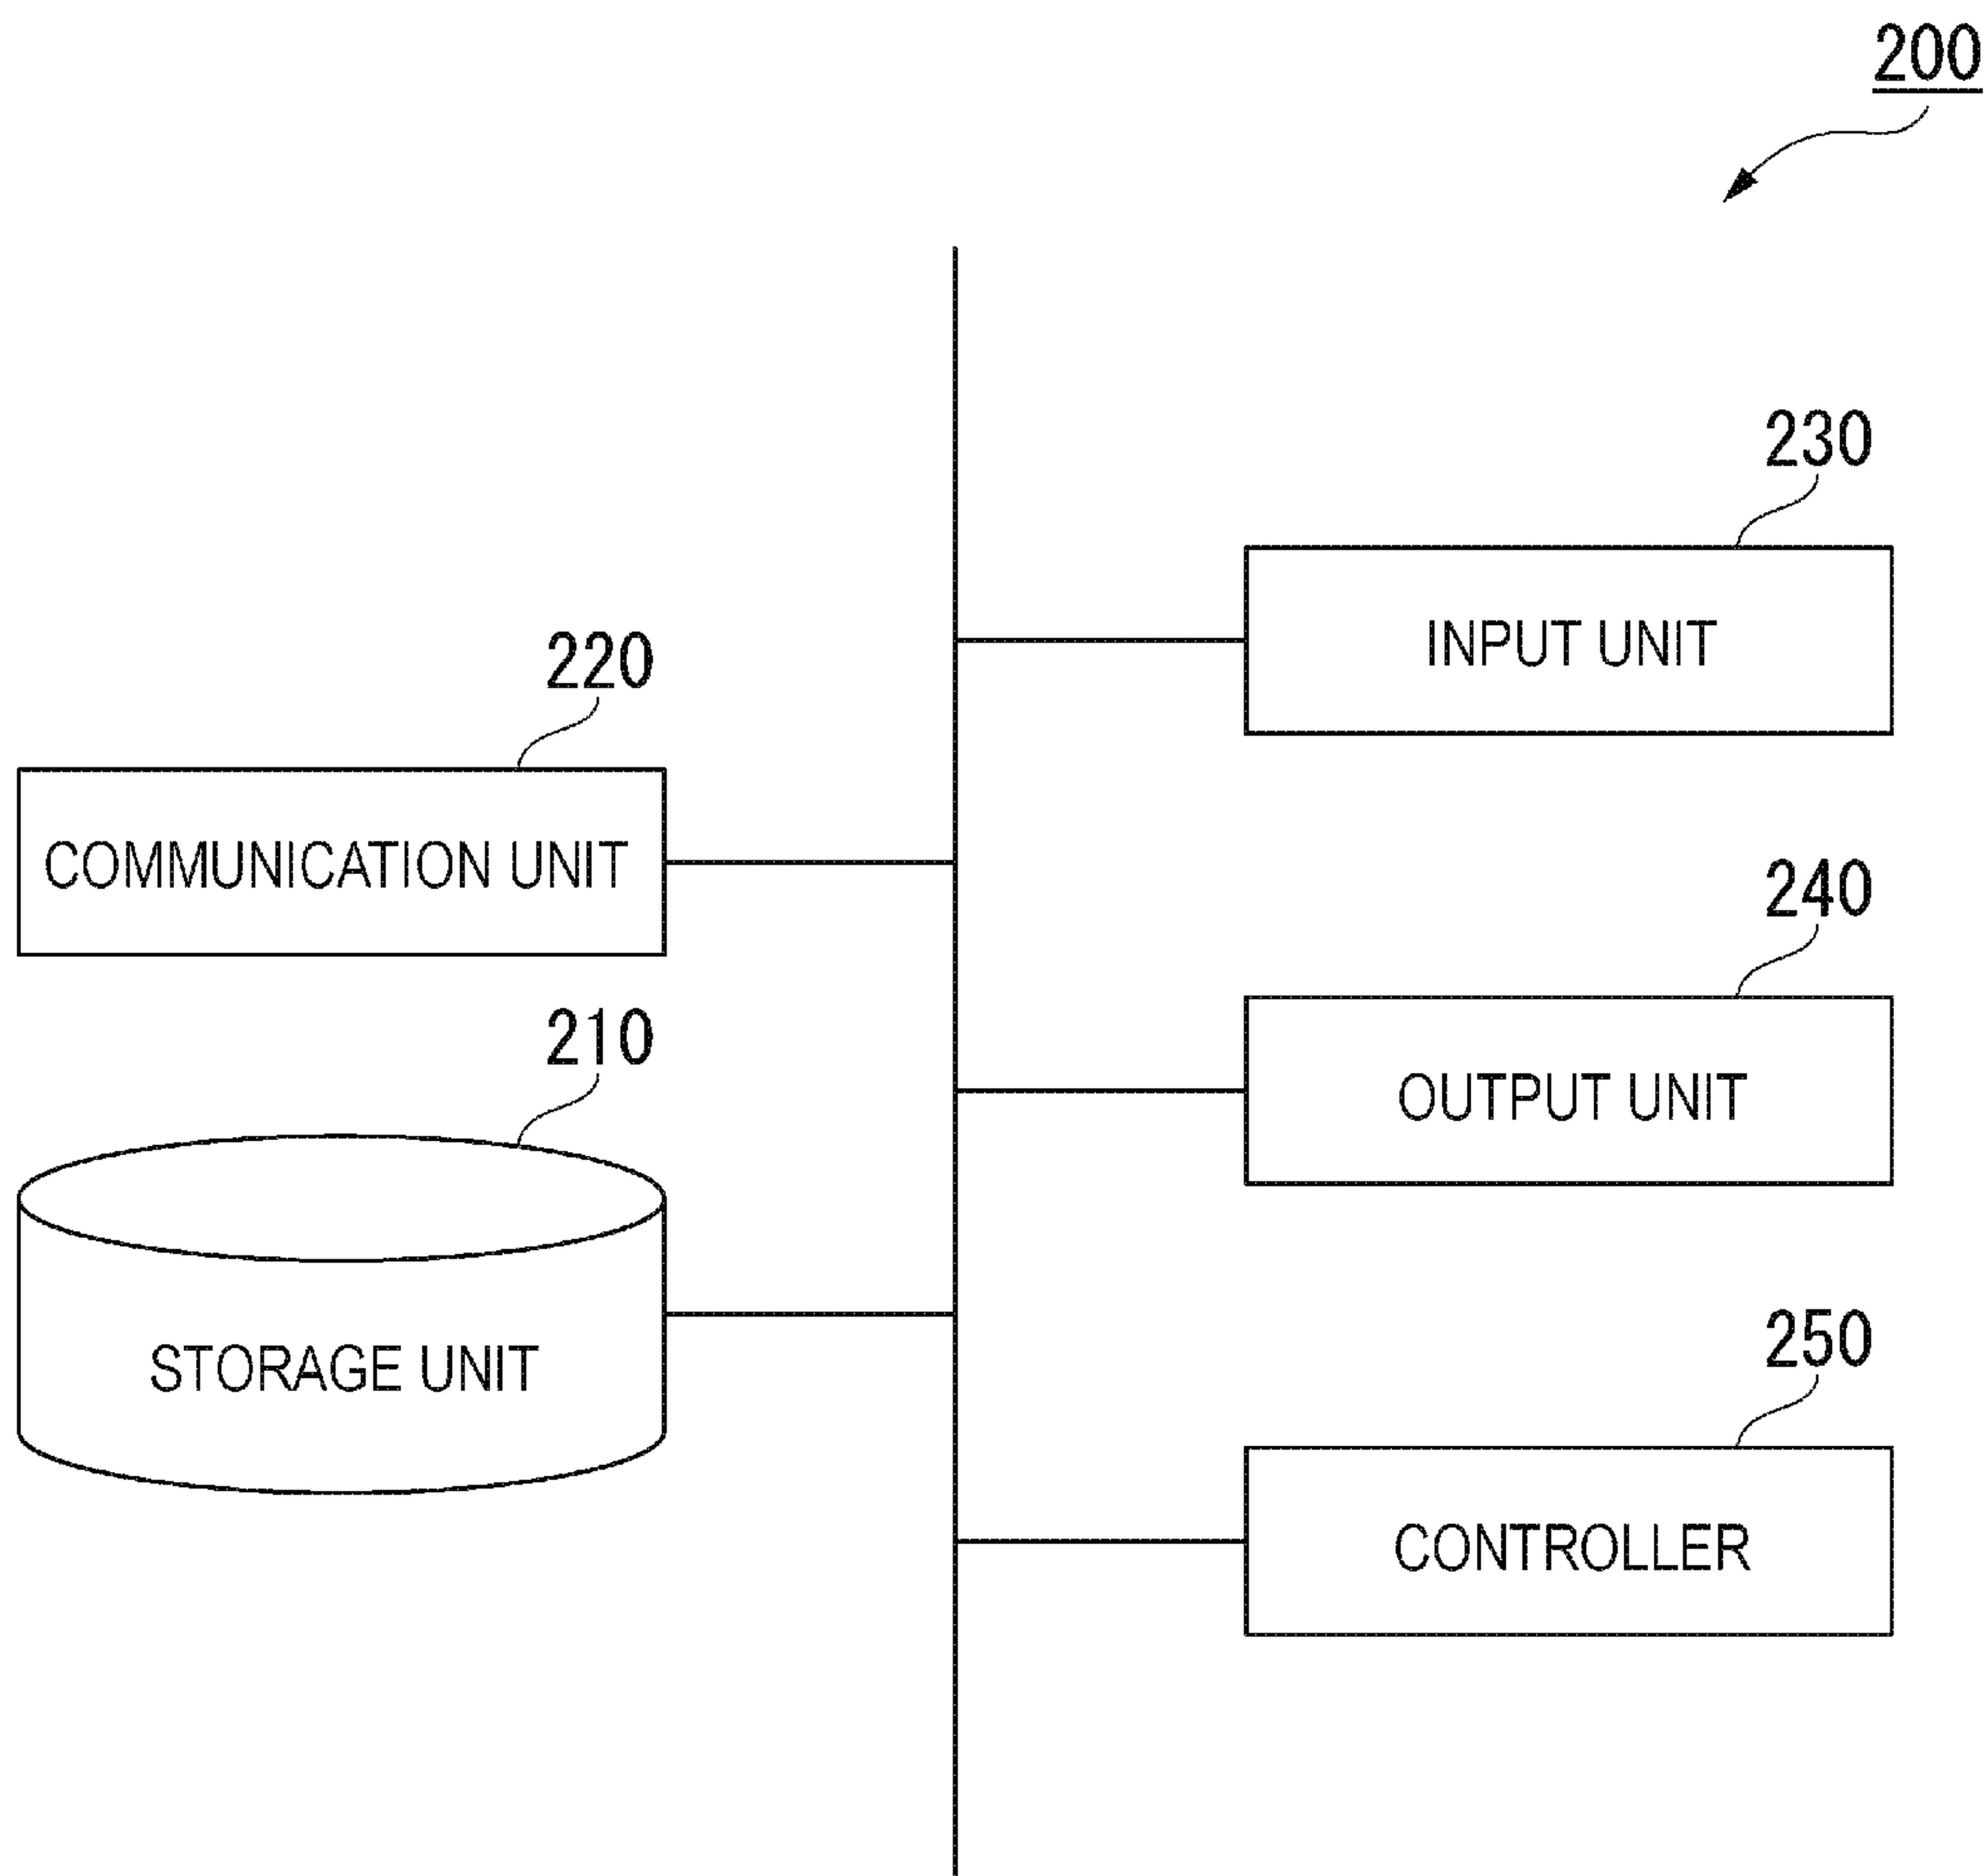 200
230
INPUT UNIT
220
COMMUNICATION UNIT
240
OUTPUT UNIT
210
STORAGE UNIT
250
CONTROLLER